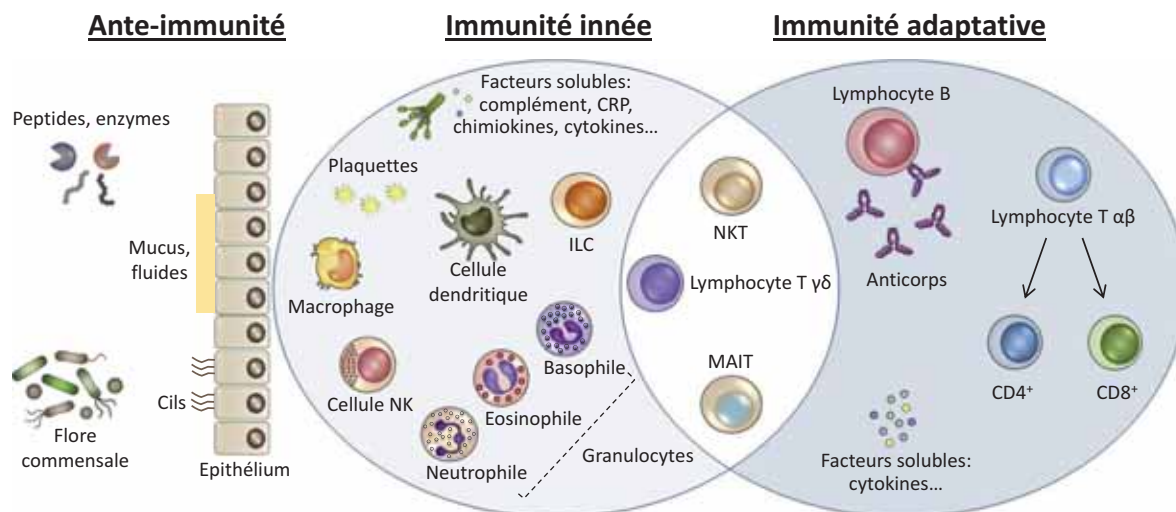 Ante-immunité
Immunité innée
Immunité adaptative
Peptides, enzymes
Mucus,
fluides
Cils
Flore
commensale
Epithélium
Facteurs solubles:
complément, CRP,
chimiokines, cytokines…
Plaquettes
Macrophage
Cellule
dendritique
ILC
Cellule NK
Basophile
Eosinophile
Neutrophile
Granulocytes
NKT
Lymphocyte T γδ
MAIT
Lymphocyte B
Anticorps
Lymphocyte T αβ
CD4⁺
CD8⁺
Facteurs solubles:
cytokines…